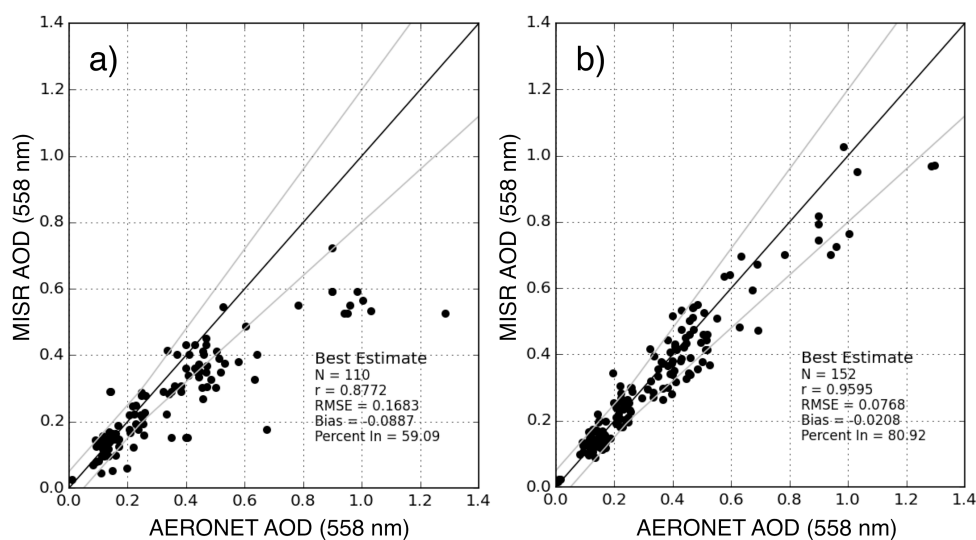 a)
MISR AOD (558 nm)
1.4
1.2
1.0
0.8
0.6
0.4
0.2
0.0
Best Estimate
N = 110
r = 0.8772
RMSE = 0.1683
Bias = -0.0887
Percent In = 59.09
0.0 0.2 0.4 0.6 0.8 1.0 1.2 1.4
AERONET AOD (558 nm)
b)
MISR AOD (558 nm)
1.4
1.2
1.0
0.8
0.6
0.4
0.2
0.0
Best Estimate
N = 152
r = 0.9595
RMSE = 0.0768
Bias = -0.0208
Percent In = 80.92
0.0 0.2 0.4 0.6 0.8 1.0 1.2 1.4
AERONET AOD (558 nm)